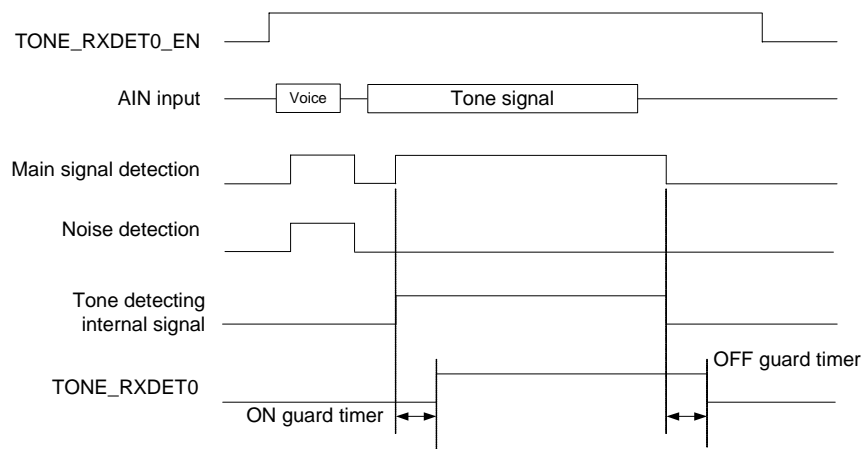 TONE_RXDET0_EN
AIN input
Voice
Tone signal
Main signal detection
Noise detection
Tone detecting
internal signal
OFF guard timer
TONE_RXDET0
ON guard timer